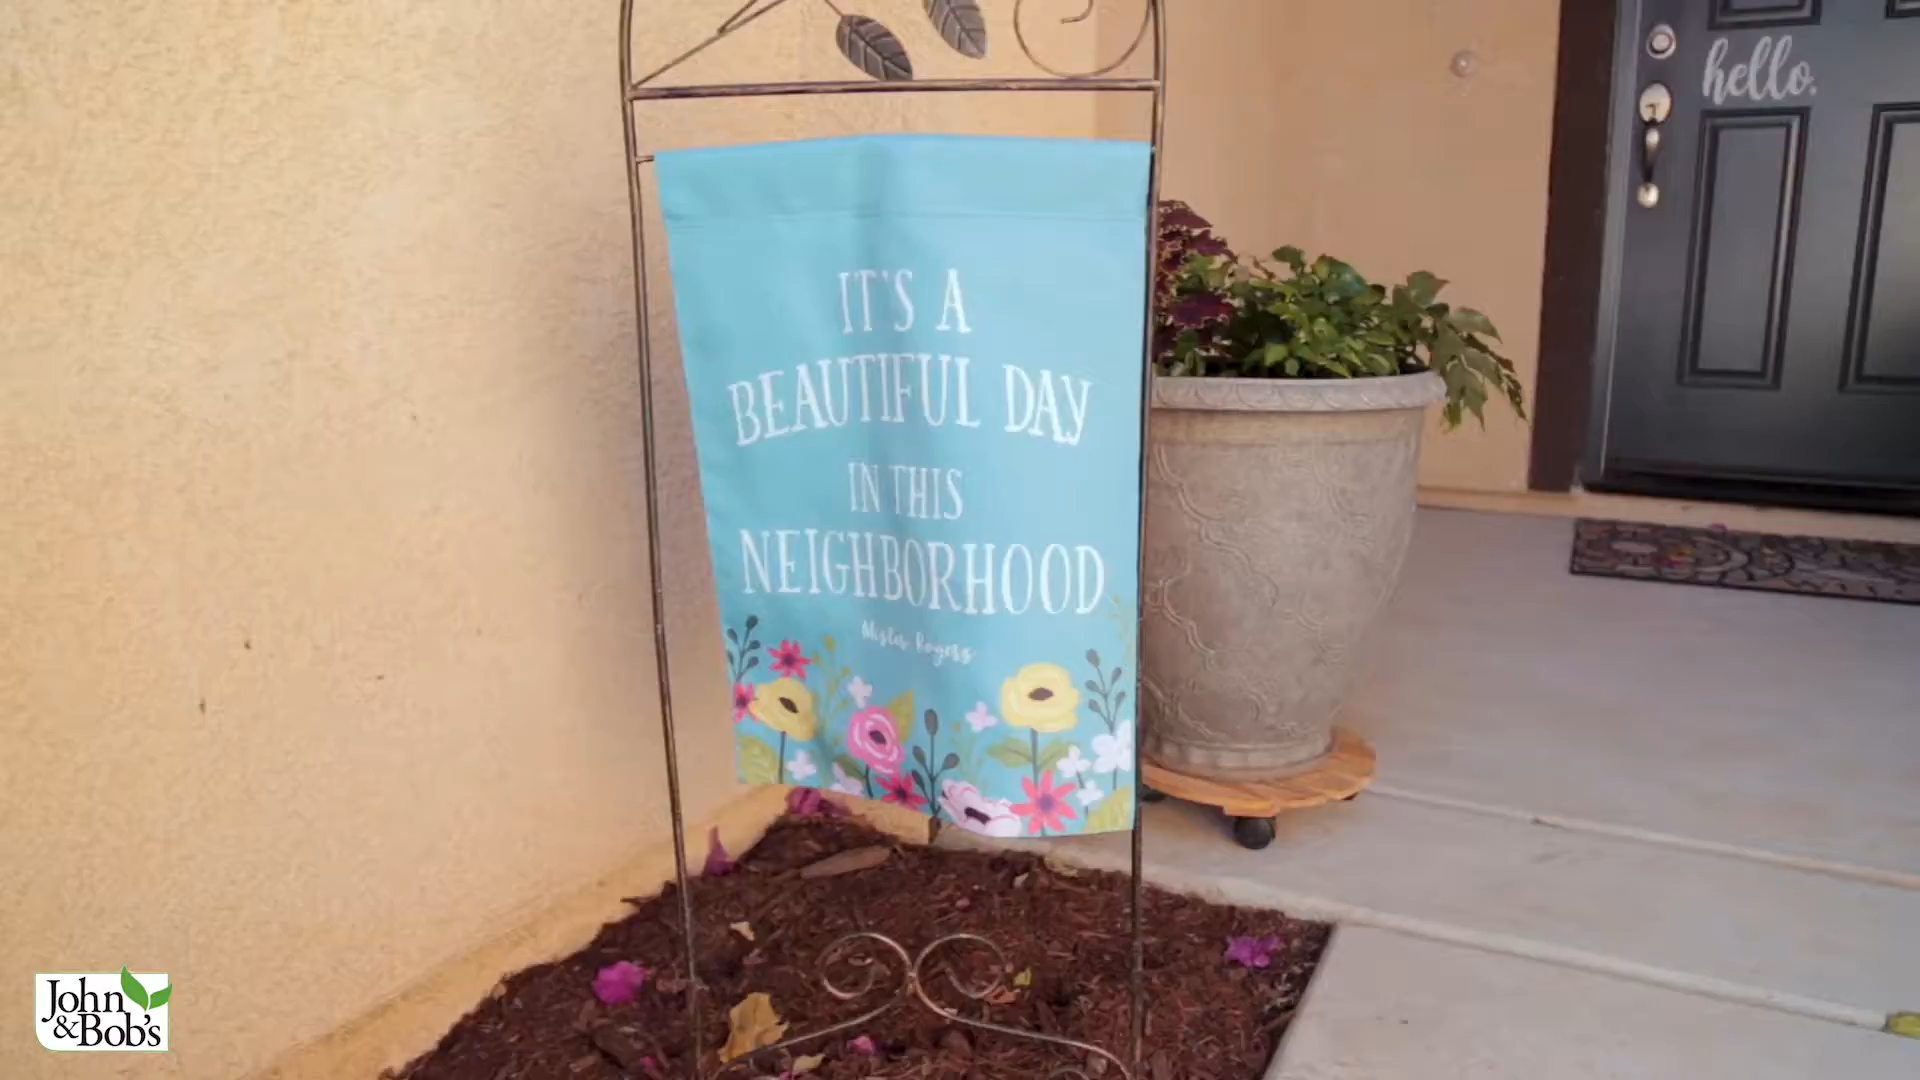 hello.
IT'S A
BEAUTIFUL DAY
IN THIS
NEIGHBORHOOD
Mister Rogers
John
&Bob's